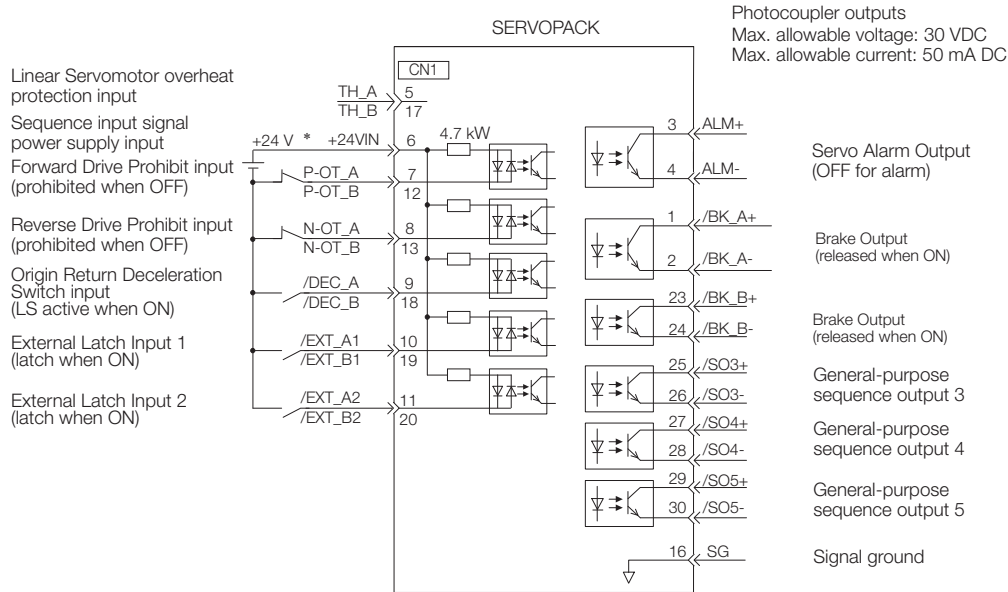 SERVOPACK
Photocoupler outputs
Max. allowable voltage: 30 VDC
Max. allowable current: 50 mA DC
CN1
Linear Servomotor overheat
protection input
TH_A 5
TH_B 17
Sequence input signal
power supply input
+24 V * +24VIN 6 4.7 kW
Forward Drive Prohibit input
(prohibited when OFF)
P-OT_A 7
P-OT_B 12
Reverse Drive Prohibit input
(prohibited when OFF)
N-OT_A 8
N-OT_B 13
Origin Return Deceleration
Switch input
(LS active when ON)
/DEC_A 9
/DEC_B 18
External Latch Input 1
(latch when ON)
/EXT_A1 10
/EXT_B1 19
External Latch Input 2
(latch when ON)
/EXT_A2 11
/EXT_B2 20
3 ALM+
4 ALM-
Servo Alarm Output
(OFF for alarm)
1 /BK_A+
2 /BK_A-
Brake Output
(released when ON)
23 /BK_B+
24 /BK_B-
Brake Output
(released when ON)
25 /SO3+
26 /SO3-
General-purpose
sequence output 3
27 /SO4+
28 /SO4-
General-purpose
sequence output 4
29 /SO5+
30 /SO5-
General-purpose
sequence output 5
16 SG
Signal ground